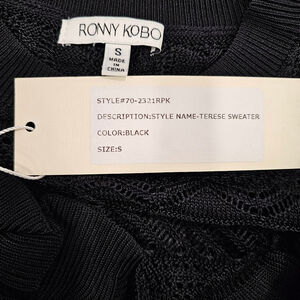 RONNY KOBO
S
MADE
IN
CHINA
STYLE#70-2321RPK
DESCRIPTION:STYLE NAME-TERESE SWEATER
COLOR:BLACK
SIZE:S